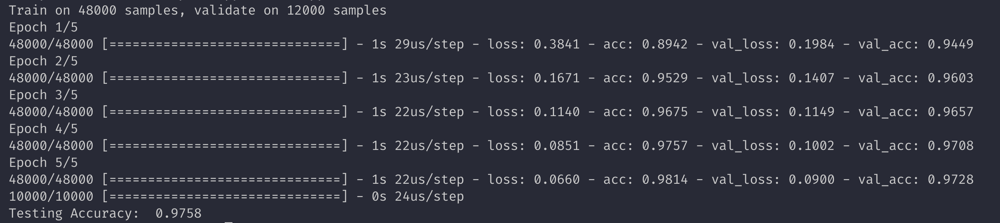 Train on 48000 samples, validate on 12000 samples
Epoch 1/5
48000/48000 [==============================] - 1s 29us/step - loss: 0.3841 - acc: 0.8942 - val_loss: 0.1984 - val_acc: 0.9449
Epoch 2/5
48000/48000 [==============================] - 1s 23us/step - loss: 0.1671 - acc: 0.9529 - val_loss: 0.1407 - val_acc: 0.9603
Epoch 3/5
48000/48000 [==============================] - 1s 22us/step - loss: 0.1140 - acc: 0.9675 - val_loss: 0.1149 - val_acc: 0.9657
Epoch 4/5
48000/48000 [==============================] - 1s 22us/step - loss: 0.0851 - acc: 0.9757 - val_loss: 0.1002 - val_acc: 0.9708
Epoch 5/5
48000/48000 [==============================] - 1s 22us/step - loss: 0.0660 - acc: 0.9814 - val_loss: 0.0900 - val_acc: 0.9728
10000/10000 [==============================] - 0s 24us/step
Testing Accuracy:  0.9758